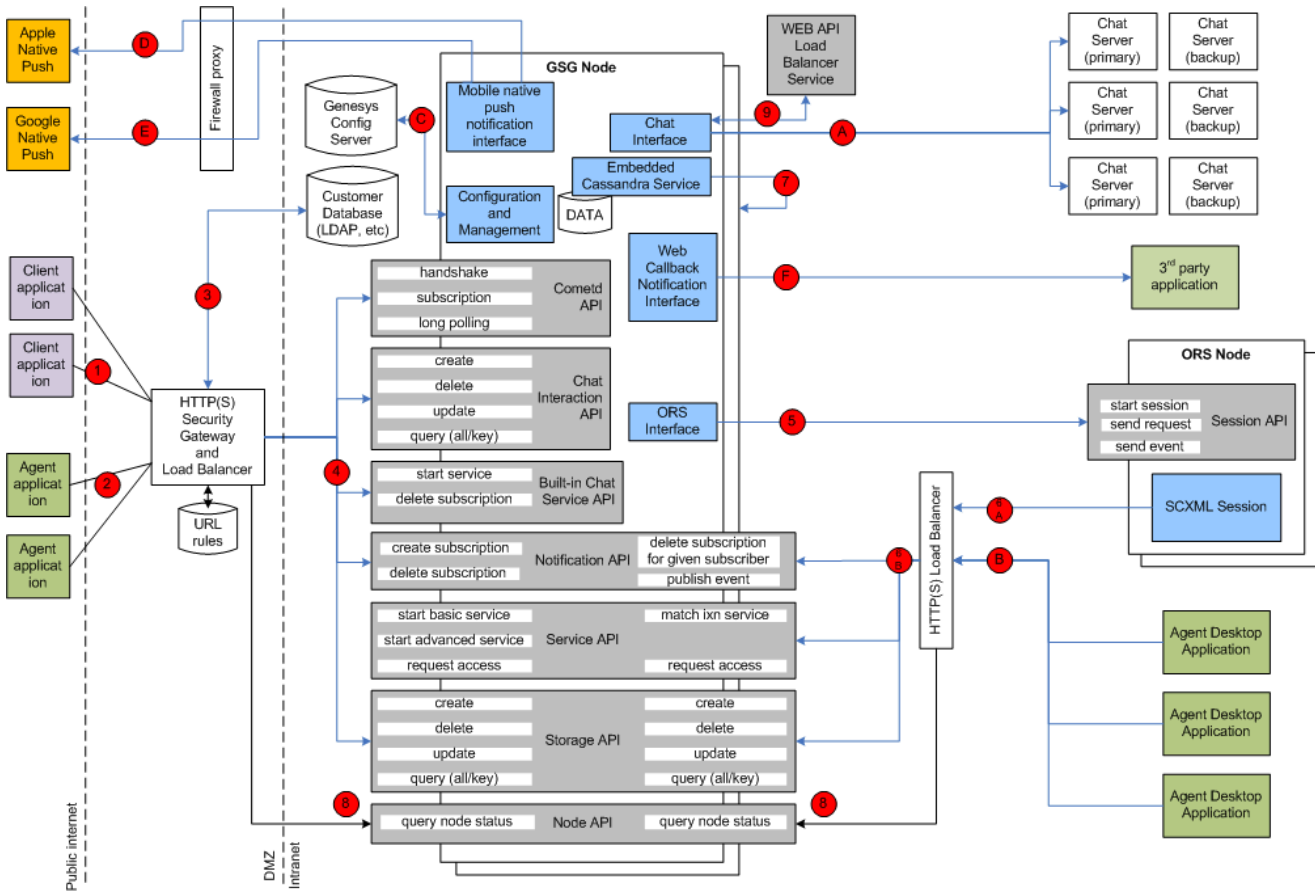 Apple
Native
Push
D
Google
Native
Push
E
Firewall proxy
GSG Node
Mobile native
push
notification
interface
Genesys
Config
Server
C
WEB API
Load
Balancer
Service
9
Chat
Interface
A
Chat
Server
(primary)
Chat
Server
(backup)
Chat
Server
(primary)
Chat
Server
(backup)
Chat
Server
(primary)
Chat
Server
(backup)
Embedded
Cassandra Service
7
Customer
Database
(LDAP, etc)
Configuration
and
Management
DATA
Web
Callback
Notification
Interface
F
3rd party
application
Client
applicat
ion
Client
applicat
ion
1
3
handshake
subscription
long polling
Cometd
API
create
delete
update
query (all/key)
Chat
Interaction
API
ORS
Interface
5
ORS Node
start session
send request
send event
Session API
SCXML Session
6
A
HTTP(S)
Security
Gateway
and
Load Balancer
URL
rules
Agent
applicat
ion
2
Agent
applicat
ion
4
start service
delete subscription
Built-in Chat
Service API
create subscription
delete subscription
Notification API
delete subscription
for given subscriber
publish event
6
B
HTTP(S) Load Balancer
B
start basic service
start advanced service
request access
Service API
match ixn service
request access
create
delete
update
query (all/key)
Storage API
create
delete
update
query (all/key)
Agent Desktop
Application
Agent Desktop
Application
Agent Desktop
Application
8
query node status
Node API
query node status
8
Public internet
DMZ
Intranet